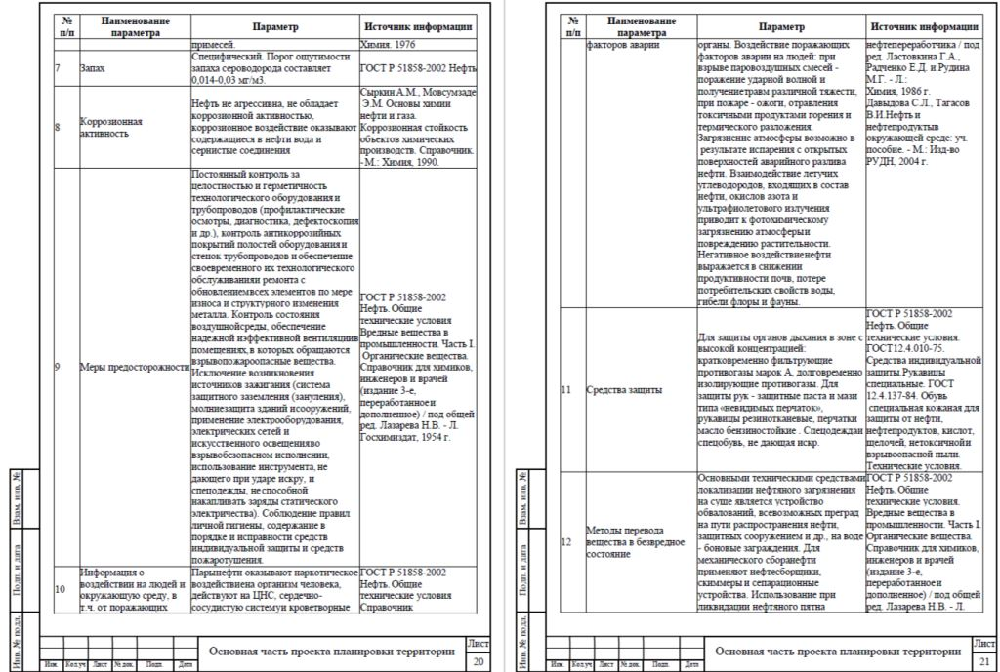 № п/п Наименование параметра Параметр Источник информации
примесей. Химия. 1976
7 Запах
Специфический. Порог ощутимости
запаха сероводорода составляет
0,014-0,03 мг/м3.
ГОСТ Р 51858-2002 Нефть
8 Коррозионная
активность
Нефть не агрессивна, не обладает
коррозионной активностью,
коррозионное воздействие оказывают
содержащиеся в нефти вода и
сернистые соединения
Сыркин А.М., Мовсумзаде
Э.М. Основы химии
нефти и газа.
Коррозионная стойкость
объектов химических
производств. Справочник.
- М.: Химия, 1990.
9 Меры предосторожности
Постоянный контроль за
целостностью и герметичность
технологического оборудования и
трубопроводов (профилактические
осмотры, диагностика, дефектоскопия
и др.), контроль антикоррозийных
покрытий полостей оборудования и
стенок трубопроводов и обеспечение
своевременного их технологического
обслуживанияи ремонта с
обновлениемвсех элементов по мере
износа и структурного изменения
металла. Контроль состояния
воздушнойсреды, обеспечение
надежной иэффективной вентиляциив
помещениях, в которых обращаются
взрывопожароопасные вещества.
Исключение возникновения
источников зажигания (система
защитного заземления (зануления),
молниезащита зданий исооружений,
применение электрооборудования,
электрических сетей и
искусственного освещенияво
взрывобезопасном исполнении,
использование инструмента, не
дающего при ударе искру, и
спецодежды, неспособной
накапливать заряды статического
электричества). Соблюдение правил
личной гигиены, содержание в
порядке и исправности средств
индивидуальной защиты и средств
пожаротушения.
ГОСТ Р 51858-2002
Нефть. Общие
технические условия
Вредные вещества в
промышленности. Часть I.
Органические вещества.
Справочник для химиков,
инженеров и врачей
(издание 3-е,
переработанное и
дополненное) / под общей
ред. Лазарева Н.В. - Л.
Госхимиздат, 1954 г.
10 Информация о
воздействии на людей и
окружающую среду, в
т.ч. от поражающих
Парынефти оказывают наркотическое
воздействиена организм человека,
действуют на ЦНС, сердечно-
сосудистую системуи кроветворные
ГОСТ Р 51858-2002
Нефть. Общие
технические условия
Справочник
Взам. инв. №
Подп. и дата
Инв. № подл.
Изм. Кол.уч Лист № док. Подп. Дата
Основная часть проекта планировки территории
Лист
20
№ п/п Наименование параметра Параметр Источник информации
факторов аварии
органы. Воздействие поражающих
факторов аварии на людей: при
взрыве паровоздушных смесей -
поражение ударной волной и
получениетравм различной тяжести,
при пожаре - ожоги, отравления
токсичными продуктами горения и
термического разложения.
Загрязнение атмосферы возможно в
результате испарения с открытых
поверхностей аварийного разлива
нефти. Взаимодействие летучих
углеводородов, входящих в состав
нефти, окислов азота и
ультрафиолетового излучения
приводит к фотохимическому
загрязнению атмосферыи
повреждению растительности.
Негативное воздействиенефти
выражается в снижении
продуктивности почв, потере
потребительских свойств воды,
гибели флоры и фауны.
нефтепереработчика / под
ред. Ластовкина Г.А.,
Радченко Е.Д. и Рудина
М.Г. - Л.:
Химия, 1986 г.
Давыдова С.Л., Тагасов
В.И.Нефть и
нефтепродуктыв
окружающей среде: уч.
пособие. - М.: Изд-во
РУДН, 2004 г.
11 Средства защиты
Для защиты органов дыхания в зоне с
высокой концентрацией:
кратковременно фильтрующие
противогазы марок А, долговременно
изолирующие противогазы. Для
защиты рук - защитные паста и мази
типа «невидимых перчаток»,
рукавицы резинотканевые, перчатки
масло бензиностойкие . Спецодеждаи
спецобувь, не дающая искр.
ГОСТ Р 51858-2002
Нефть. Общие
технические условия.
ГОСТ12.4.010-75.
Средства индивидуальной
защиты.Рукавицы
специальные. ГОСТ
12.4.137-84. Обувь
специальная кожаная для
защиты от нефти,
нефтепродуктов, кислот,
щелочей, нетоксичнойи
взрывоопасной пыли.
Технические условия.
12 Методы перевода
вещества в безвредное
состояние
Основными техническими средствами
локализации нефтяного загрязнения
на суше является устройство
обвалований, всевозможных преград
на пути распространения нефти,
защитных сооружением и др., на воде
- боновые заграждения. Для
механического сборанефти
применяют нефтесборщики,
скиммеры и сепарационные
устройства. Использование при
ликвидации нефтяного пятна
ГОСТ Р 51858-2002
Нефть. Общие
технические условия.
Вредные вещества в
промышленности. Часть I.
Органические вещества.
Справочник для химиков,
инженеров и врачей
(издание 3-е,
переработанное и
дополненное) / под общей
ред. Лазарева Н.В. - Л.
Взам. инв. №
Подп. и дата
Инв. № подл.
Изм. Кол.уч Лист № док. Подп. Дата
Основная часть проекта планировки территории
Лист
21